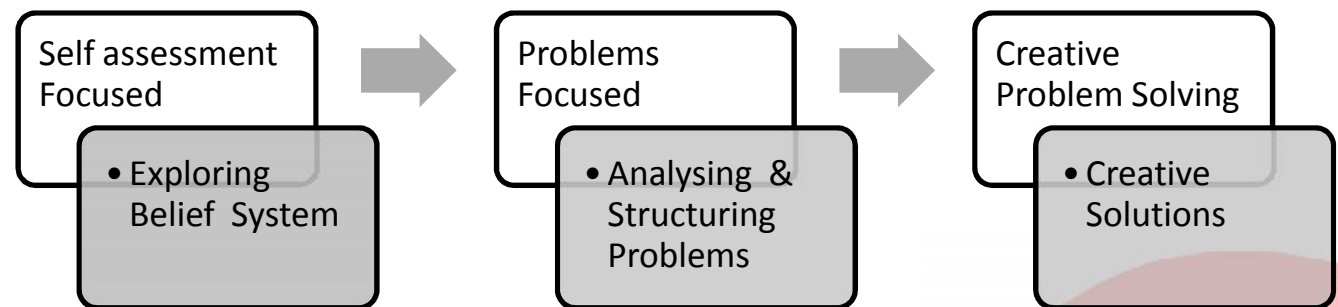 Self assessment
Focused
• Exploring
Belief System
Problems
Focused
• Analysing &
Structuring
Problems
Creative
Problem Solving
• Creative
Solutions